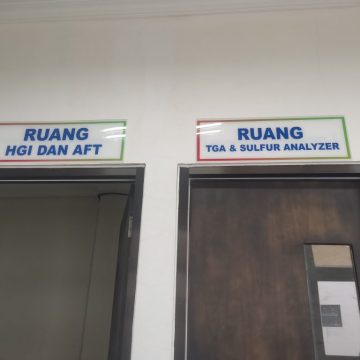 RUANG
HGI DAN AFT
RUANG
TGA & SULFUR ANALYZER